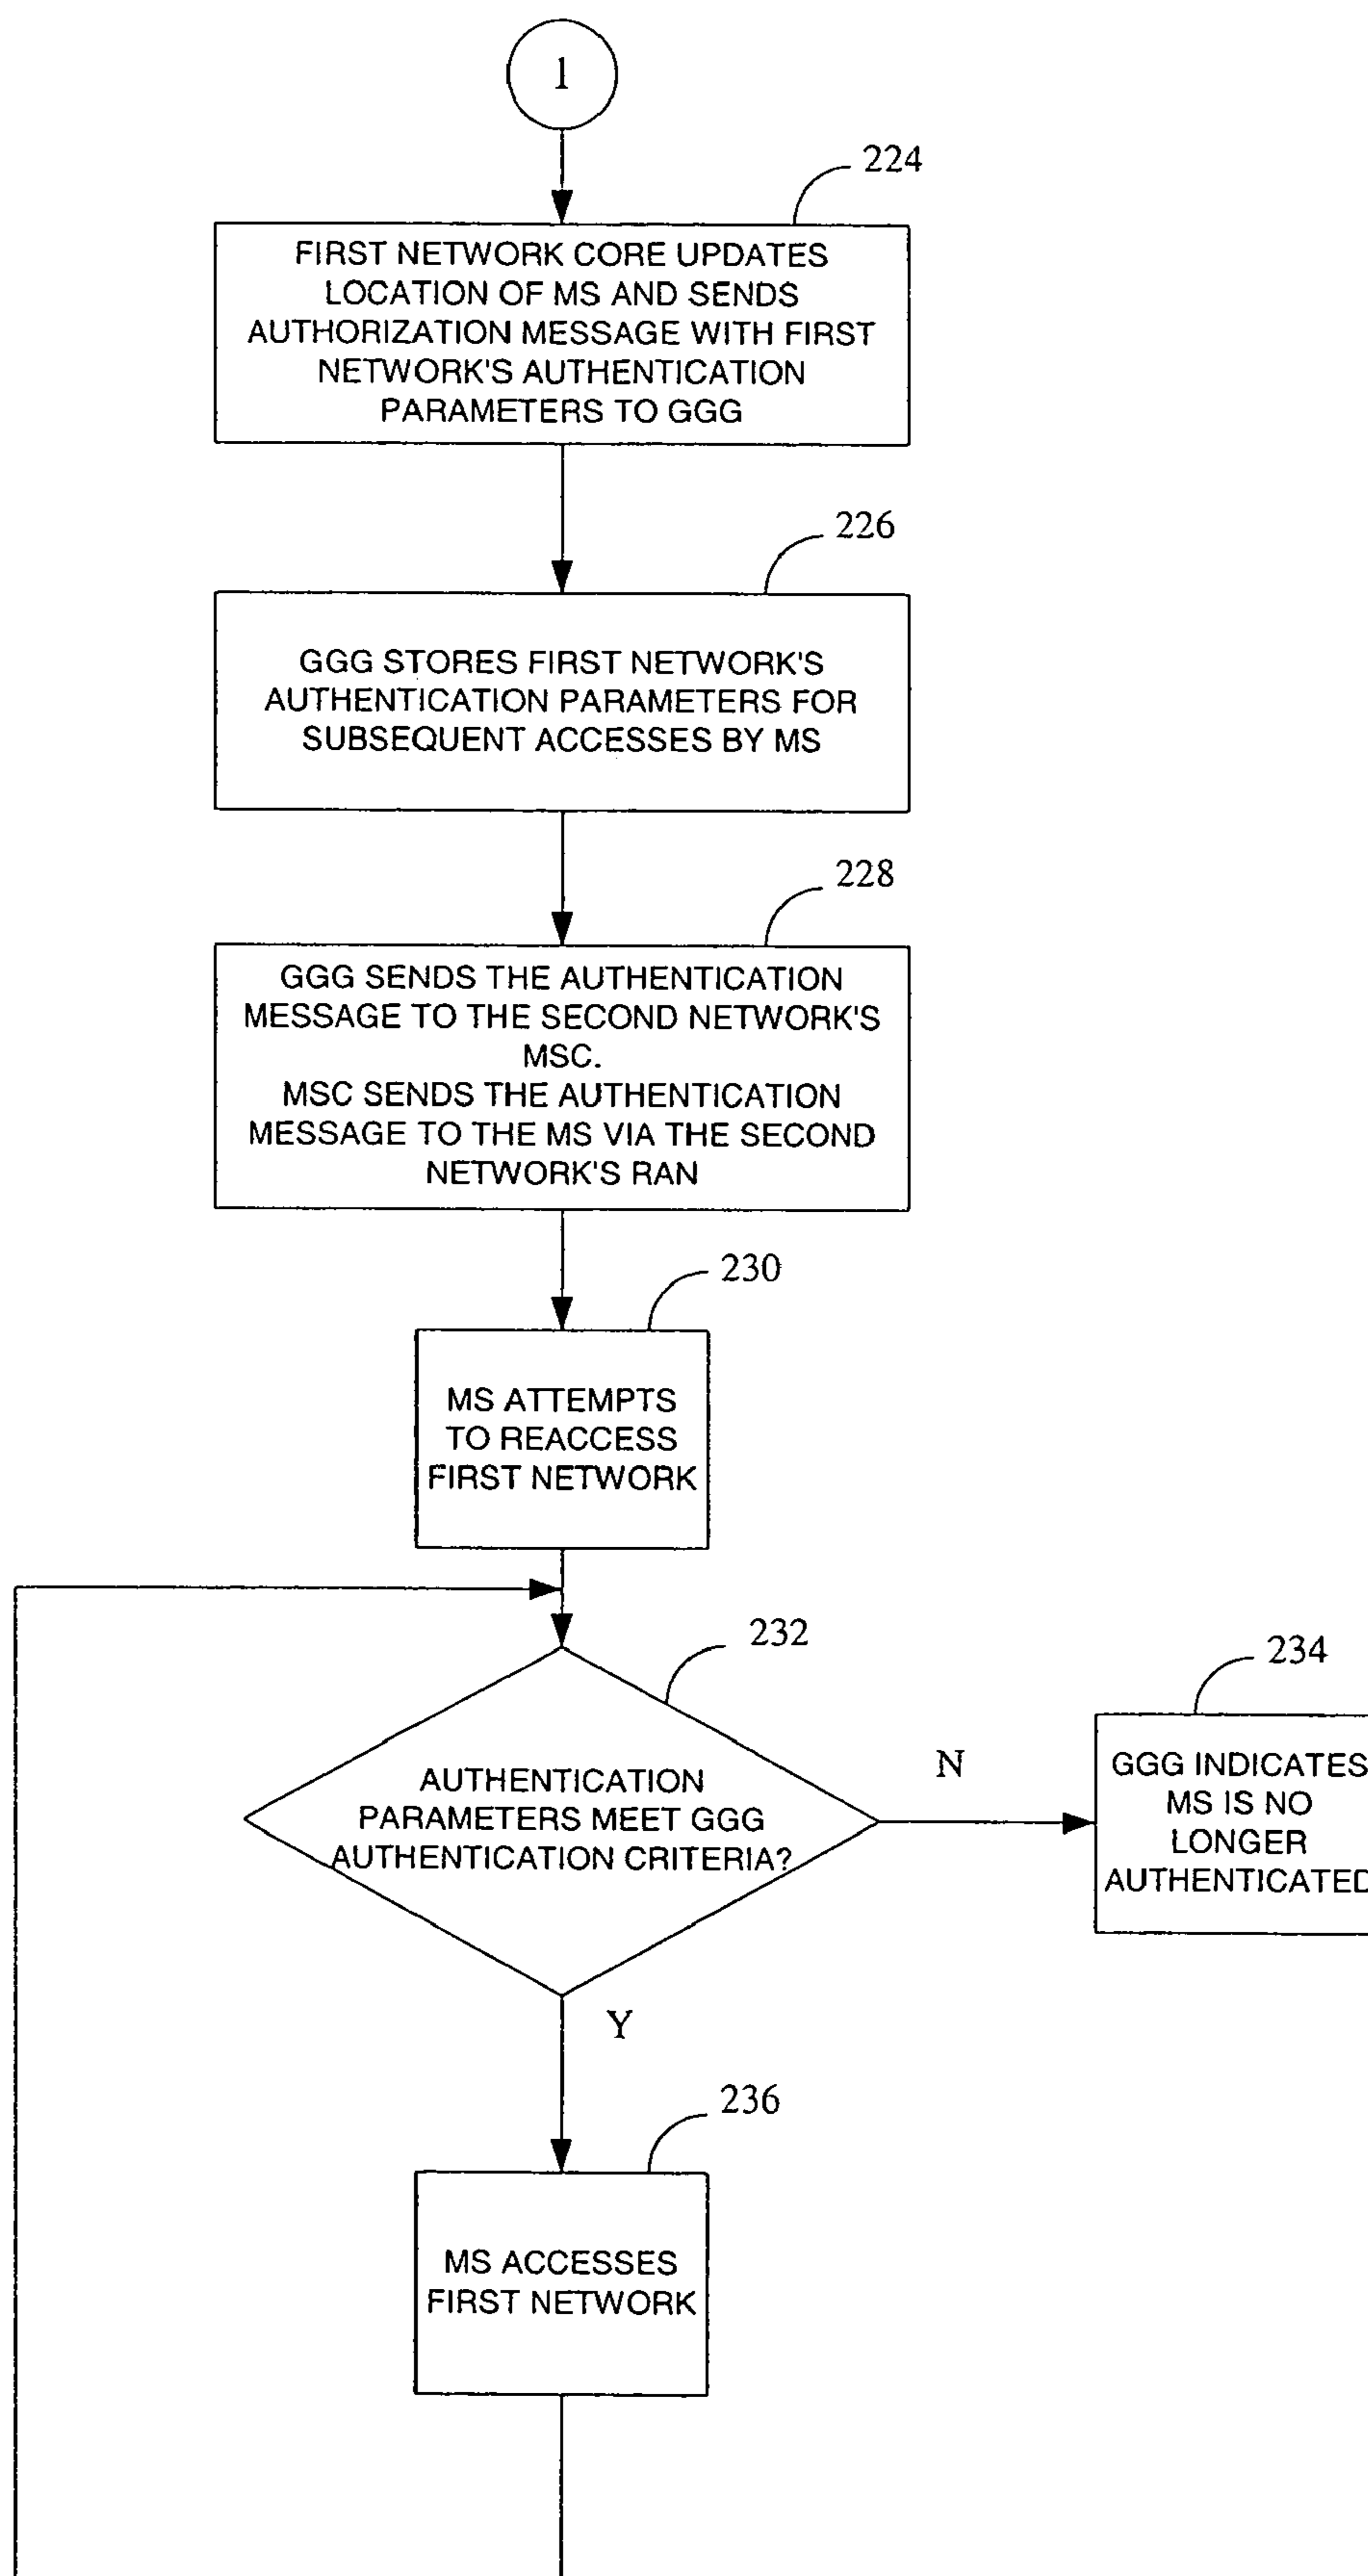 1
224
FIRST NETWORK CORE UPDATES
LOCATION OF MS AND SENDS
AUTHORIZATION MESSAGE WITH FIRST
NETWORK'S AUTHENTICATION
PARAMETERS TO GGG
226
GGG STORES FIRST NETWORK'S
AUTHENTICATION PARAMETERS FOR
SUBSEQUENT ACCESSES BY MS
228
GGG SENDS THE AUTHENTICATION
MESSAGE TO THE SECOND NETWORK'S
MSC.
MSC SENDS THE AUTHENTICATION
MESSAGE TO THE MS VIA THE SECOND
NETWORK'S RAN
230
MS ATTEMPTS
TO REACCESS
FIRST NETWORK
232
AUTHENTICATION
PARAMETERS MEET GGG
AUTHENTICATION CRITERIA?
N
234
GGG INDICATES
MS IS NO
LONGER
AUTHENTICATED
Y
236
MS ACCESSES
FIRST NETWORK